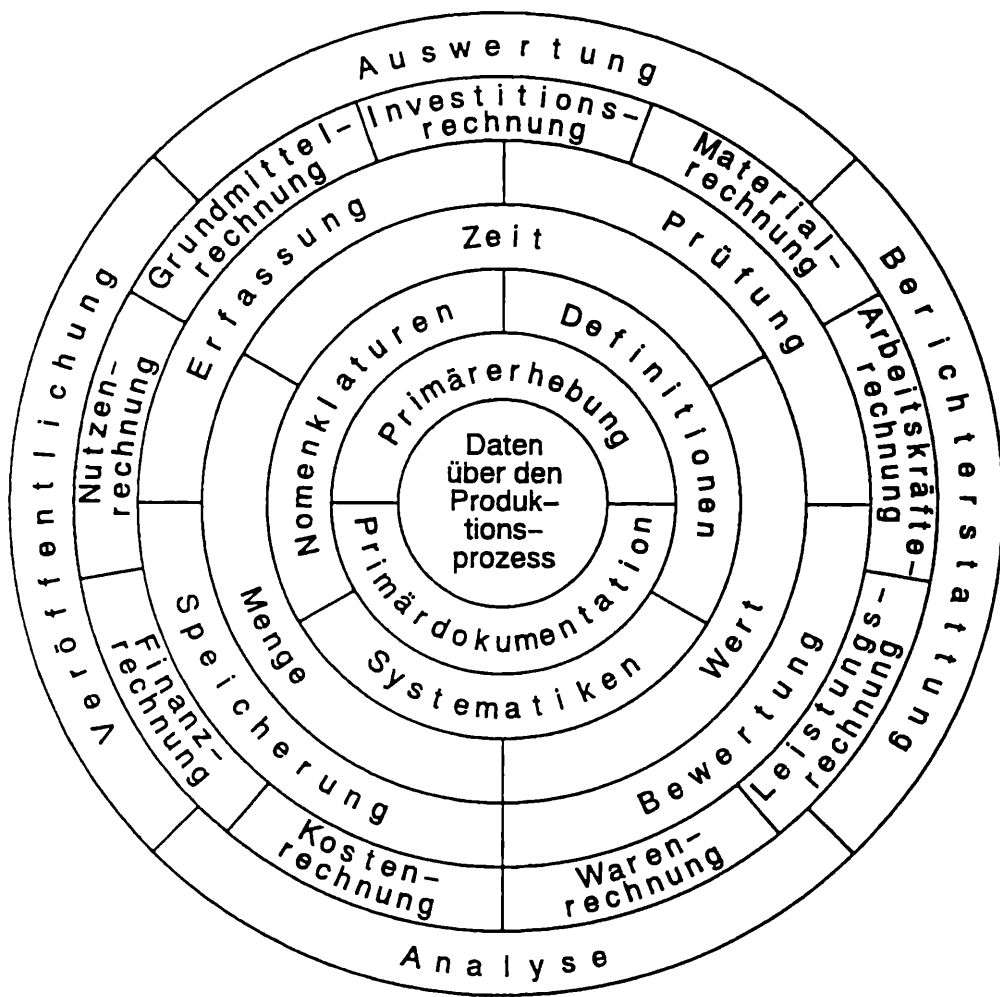 Auswertung
Berichterstattung
Analyse
Veröffentlichung
Investitions-
rechnung
Material-
rechnung
Arbeitskräfte-
rechnung
Leistungs-
rechnung
Waren-
rechnung
Kosten-
rechnung
Finanz-
rechnung
Nutzen-
rechnung
Grundmittel-
rechnung
Erfassung
Prüfung
Bewertung
Speicherung
Zeit
Wert
Menge
Nomenklaturen
Definitionen
Systematiken
Primärerhebung
Primärdokumentation
Daten
über den
Produk-
tions-
prozess